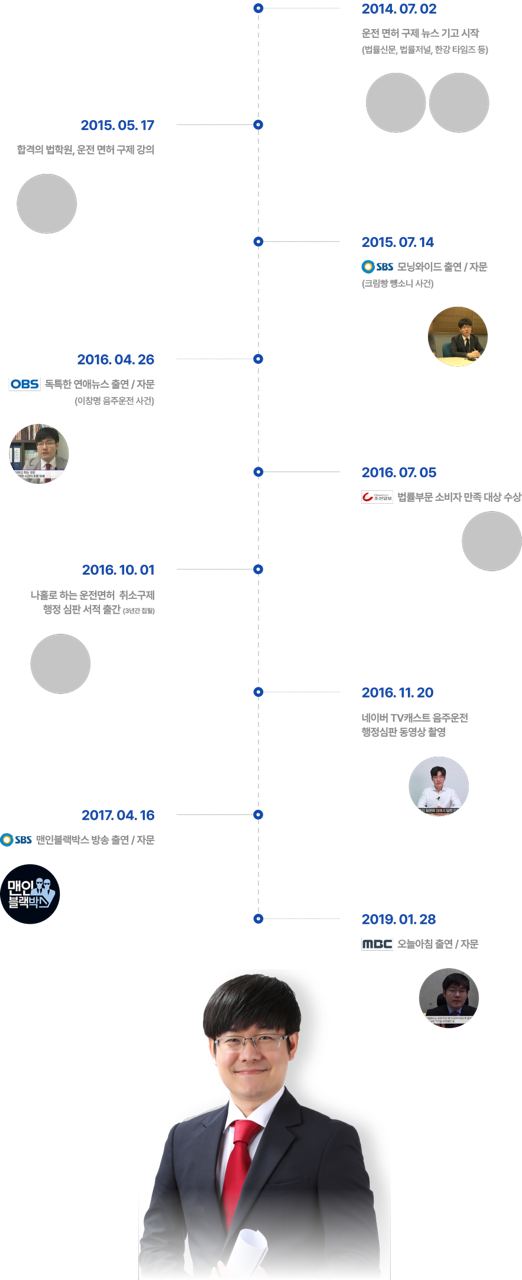 2014. 07. 02
운전 면허 구제 뉴스 기고 시작
(법률신문, 법률저널, 한강 타임즈 등)
2015. 05. 17
합격의 법학원, 운전 면허 구제 강의
2015. 07. 14
SBS 모닝와이드 출연 / 자문
(크림빵 뺑소니 사건)
2016. 04. 26
OBS 독특한 연애뉴스 출연 / 자문
(이창명 음주운전 사건)
2016. 07. 05
법률부문 소비자 만족 대상 수상
2016. 10. 01
나홀로 하는 운전면허 취소구제
행정 심판 서적 출간 (3년간 집필)
2016. 11. 20
네이버 TV캐스트 음주운전
행정심판 동영상 촬영
2017. 04. 16
SBS 맨인블랙박스 방송 출연 / 자문
맨인
블랙박스
2019. 01. 28
MBC 오늘아침 출연 / 자문